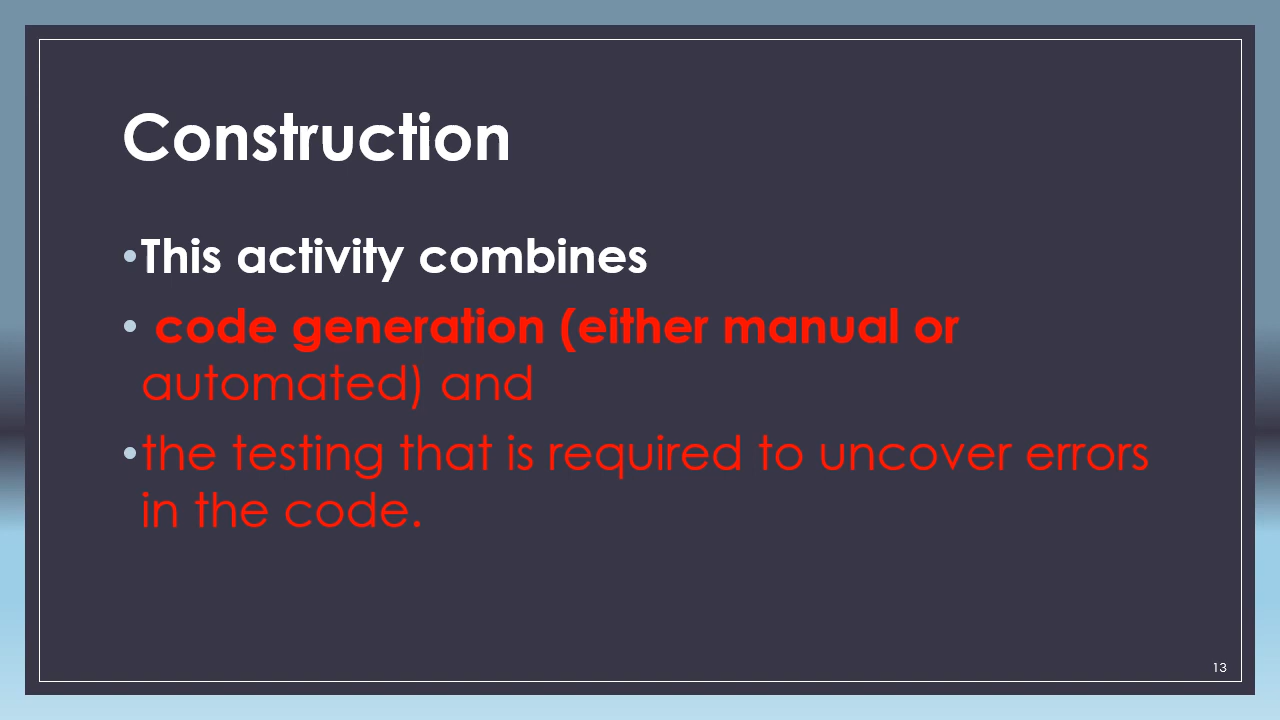 Construction
•This activity combines
• code generation (either manual or
automated) and
•the testing that is required to uncover errors
in the code.
13